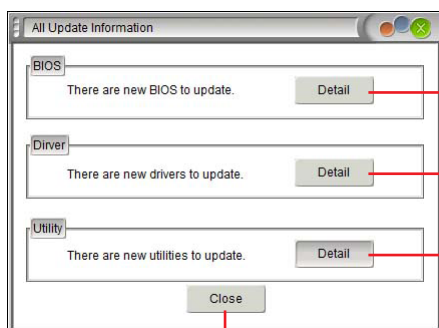 All Update Information
BIOS
There are new BIOS to update.
Detail
Dirver
There are new drivers to update.
Detail
Utility
There are new utilities to update.
Detail
Close